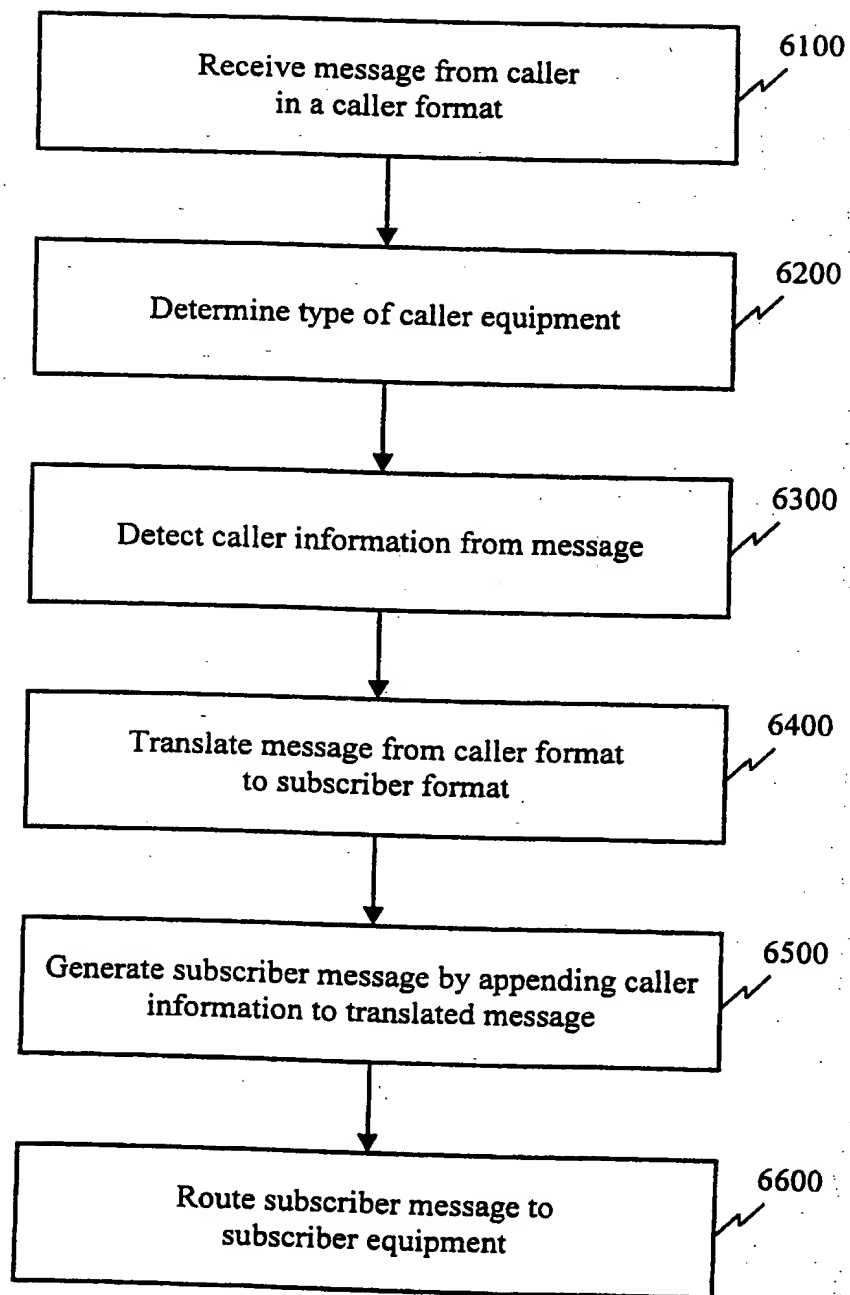 Receive message from caller
in a caller format
6100
Determine type of caller equipment
6200
Detect caller information from message
6300
Translate message from caller format
to subscriber format
6400
Generate subscriber message by appending caller
information to translated message
6500
Route subscriber message to
subscriber equipment
6600